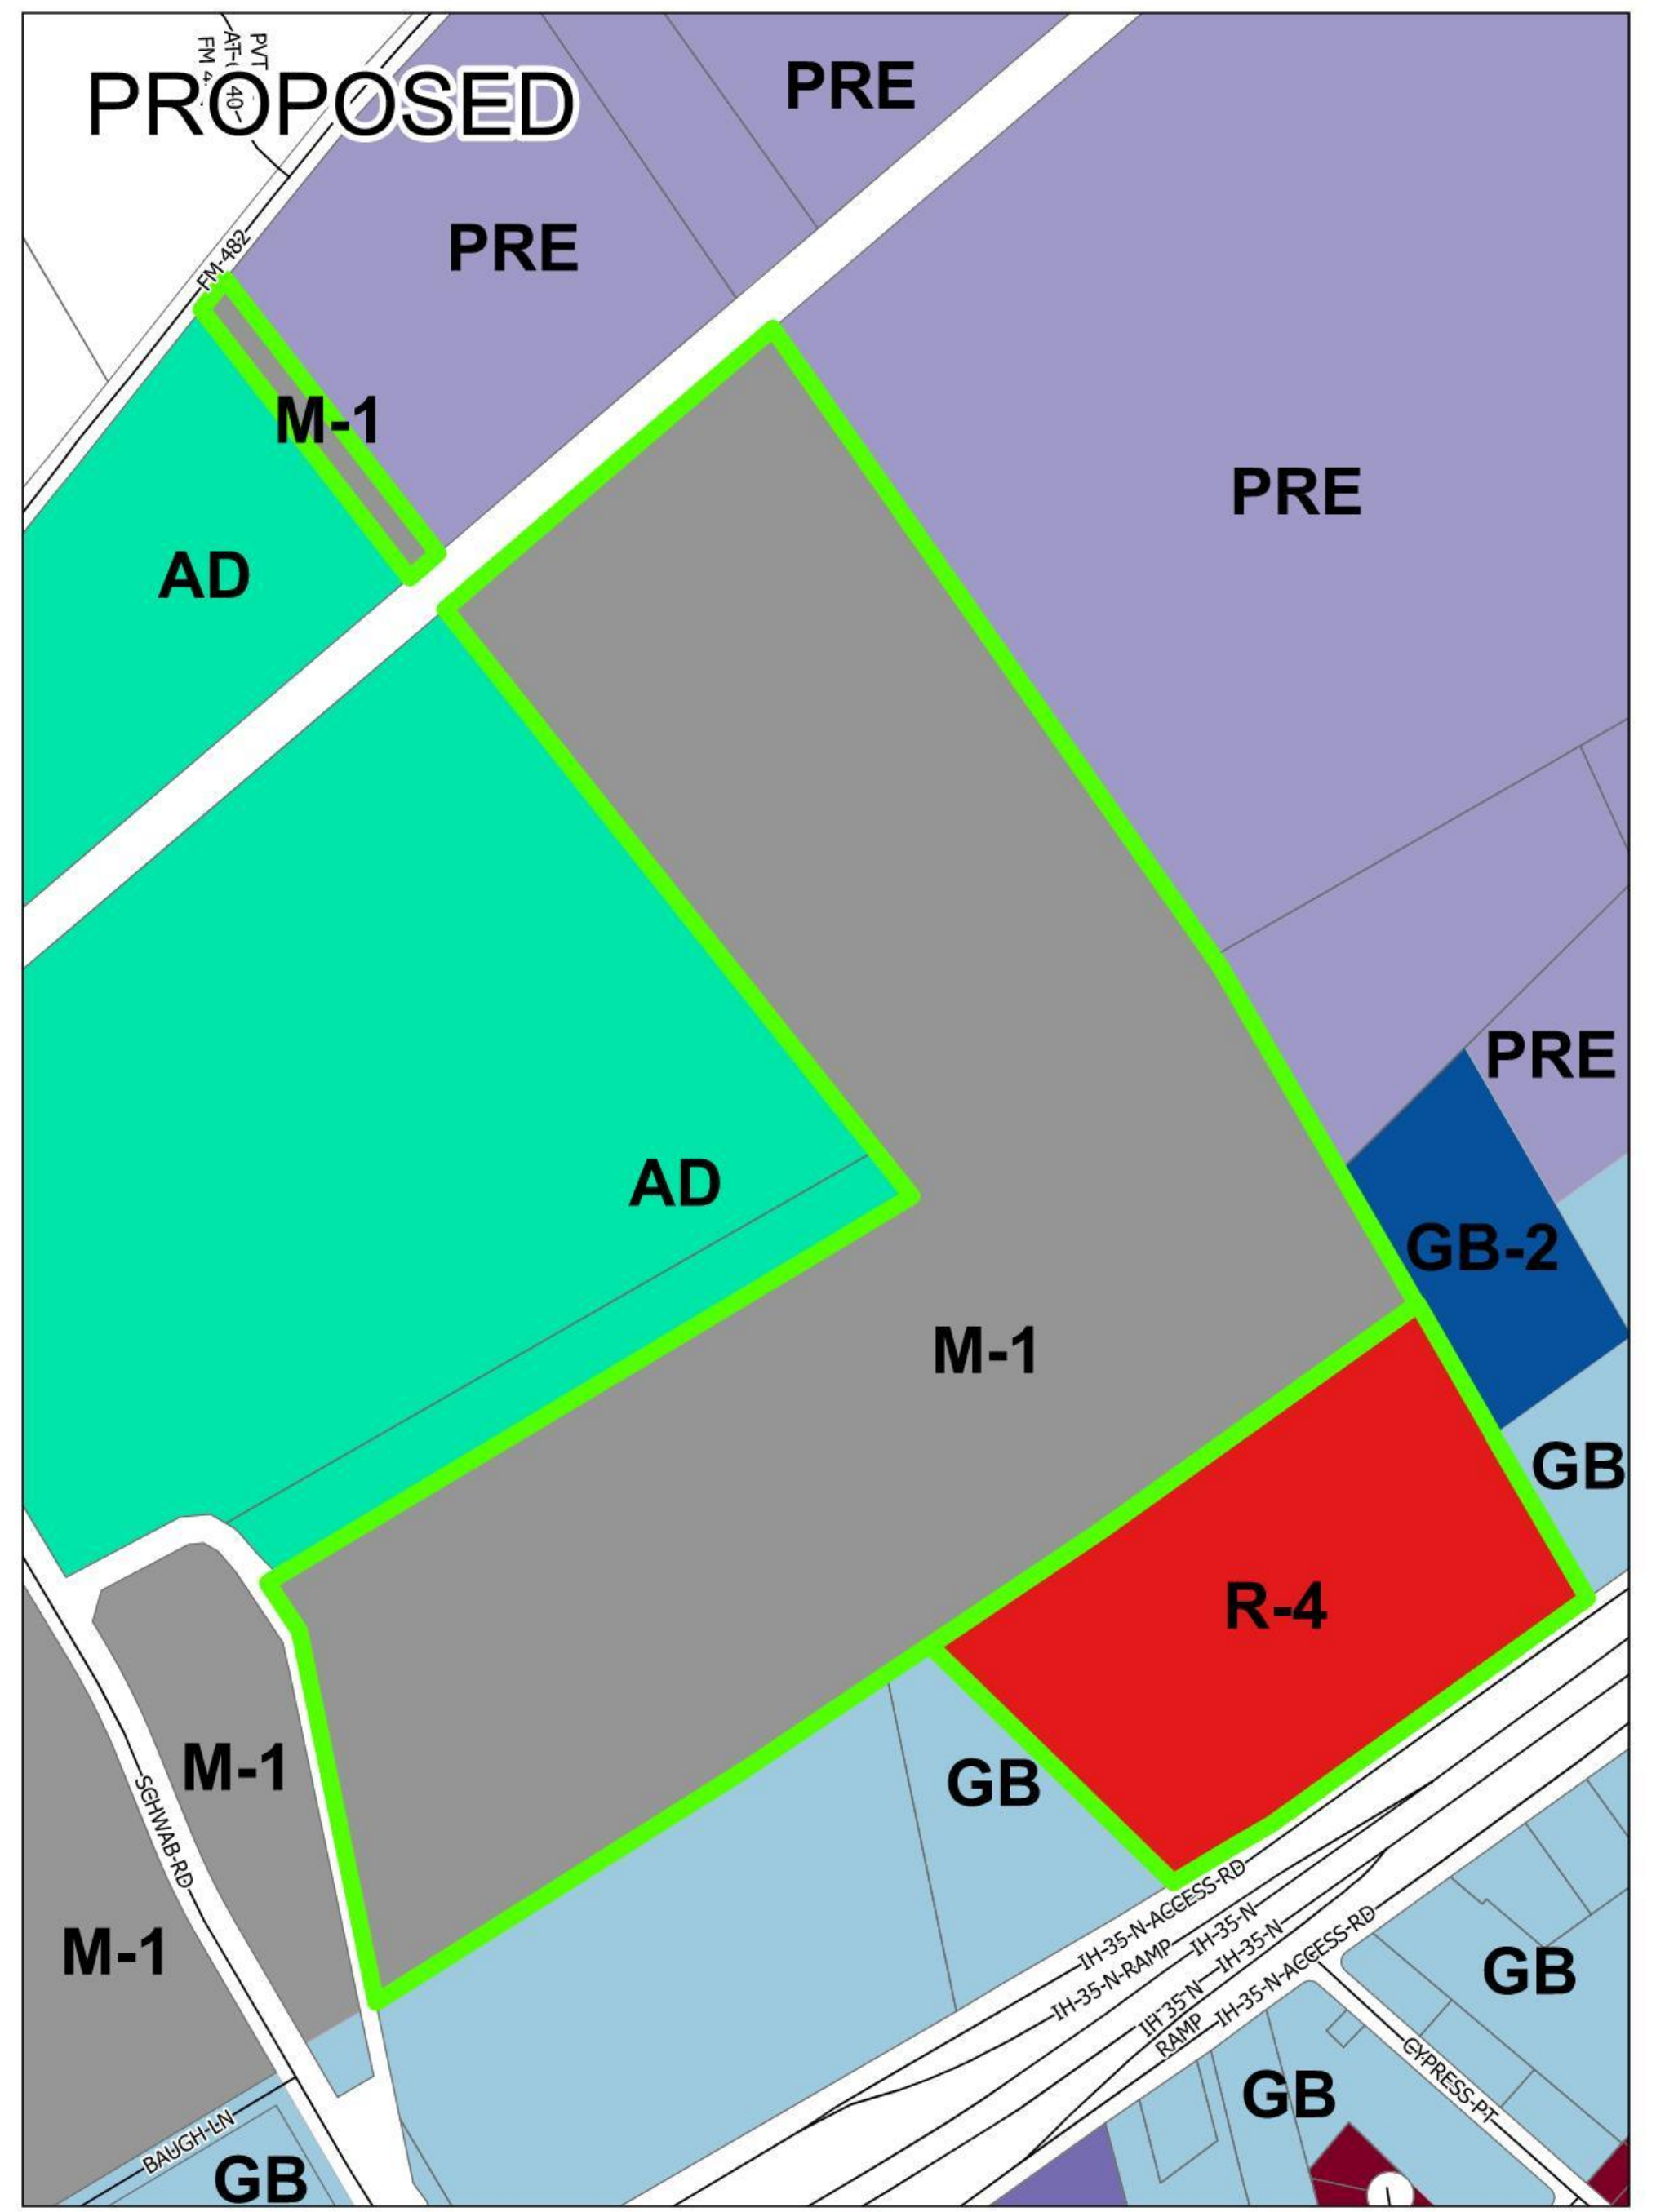 PVT
FM
PROPOSED
PRE
PRE
FM-482
M-1
PRE
AD
PRE
AD
GB-2
M-1
GB
R-4
M-1
GB
SCHWAB-RD
IH-35-N-ACCESS-RD
IH-35-N-RAMP
IH-35-N
IH-35-N
IH-35-N
RAMP
IH-35-N-ACCESS-RD
M-1
GB
CYPRESS-PT
GB
BAUGH-LN
GB